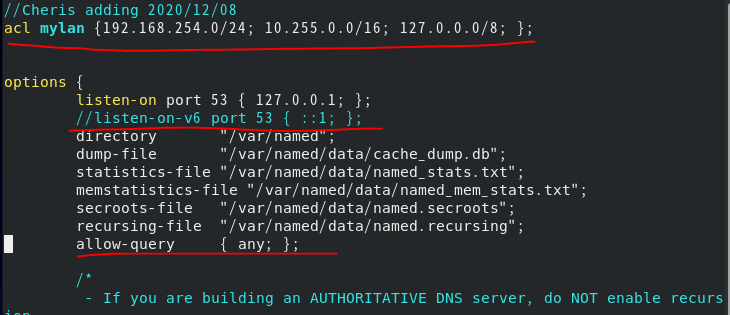 //Cheris adding 2020/12/08
acl mylan {192.168.254.0/24; 10.255.0.0/16; 127.0.0.0/8; };
options {
listen-on port 53 { 127.0.0.1; };
//listen-on-v6 port 53 { ::1; };
directory "/var/named";
dump-file "/var/named/data/cache_dump.db";
statistics-file "/var/named/data/named_stats.txt";
memstatistics-file "/var/named/data/named_mem_stats.txt";
secroots-file "/var/named/data/named.secroots";
recursing-file "/var/named/data/named.recursing";
allow-query { any; };
/*
- If you are building an AUTHORITATIVE DNS server, do NOT enable recurs
ion.